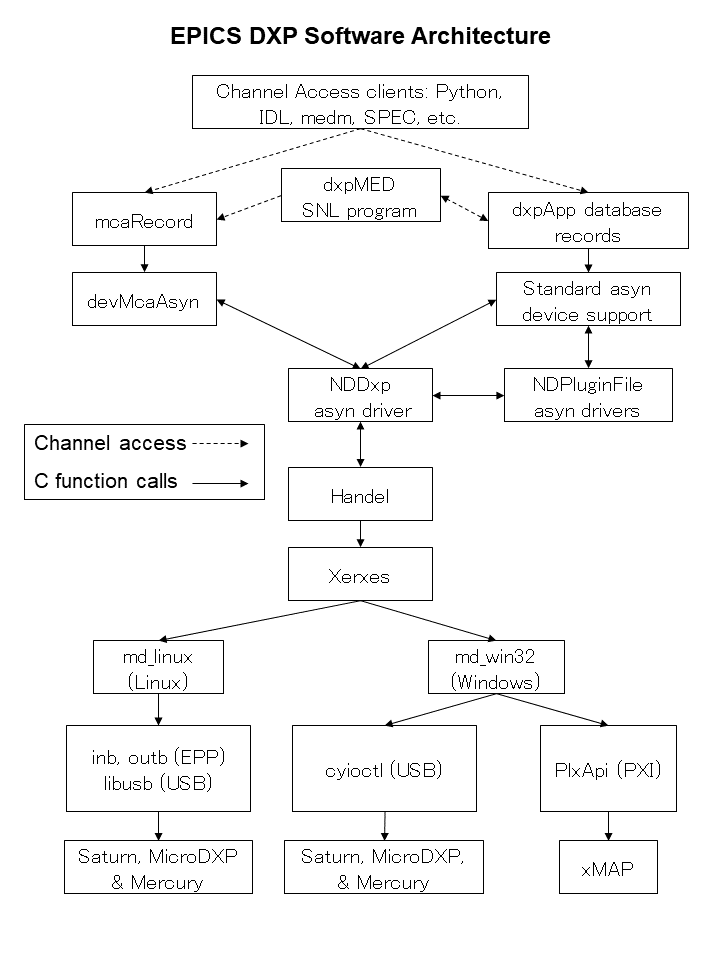 EPICS DXP Software Architecture
Channel Access clients: Python,
IDL, medm, SPEC, etc.
dxpMED
SNL program
mcaRecord
dxpApp database
records
devMcaAsyn
Standard asyn
device support
NDDxp
asyn driver
NDPluginFile
asyn drivers
Channel access
C function calls
Handel
Xerxes
md_linux
(Linux)
md_win32
(Windows)
inb, outb (EPP)
libusb (USB)
cyioctl (USB)
PlxApi (PXI)
Saturn, MicroDXP
& Mercury
Saturn, MicroDXP,
& Mercury
xMAP